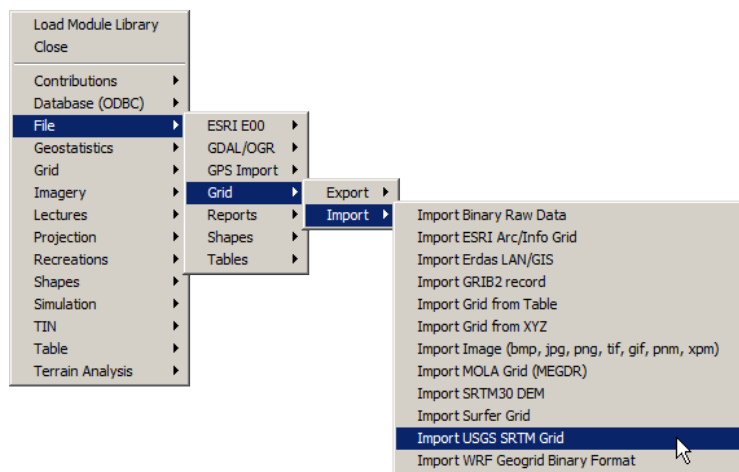 Load Module Library
Close
Contributions
Database (ODBC)
File
Geostatistics
Grid
Imagery
Lectures
Projection
Recreations
Shapes
Simulation
TIN
Table
Terrain Analysis
ESRI E00
GDAL/OGR
GPS Import
Grid
Reports
Shapes
Tables
Export
Import
Import Binary Raw Data
Import ESRI Arc/Info Grid
Import Erdas LAN/GIS
Import GRIB2 record
Import Grid from Table
Import Grid from XYZ
Import Image (bmp, jpg, png, tif, gif, pnm, xpm)
Import MOLA Grid (MEGDR)
Import SRTM30 DEM
Import Surfer Grid
Import USGS SRTM Grid
Import WRF Geogrid Binary Format